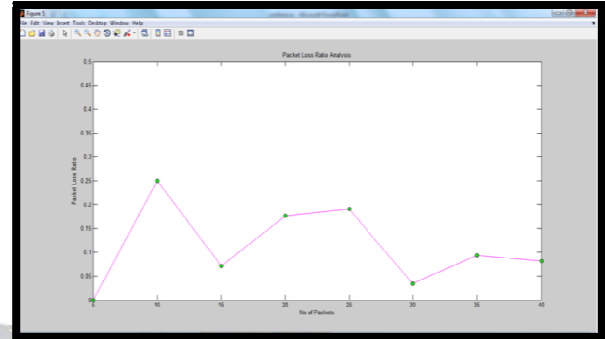 Figure 5
File Edit View Insert Tools Desktop Window Help
Packet Loss Ratio Analysis
0.5
0.45
0.4
0.35
0.3
0.25
0.2
0.15
0.1
0.05
0
Packet Loss Ratio
5 10 15 20 25 30 35 40
No of Packets